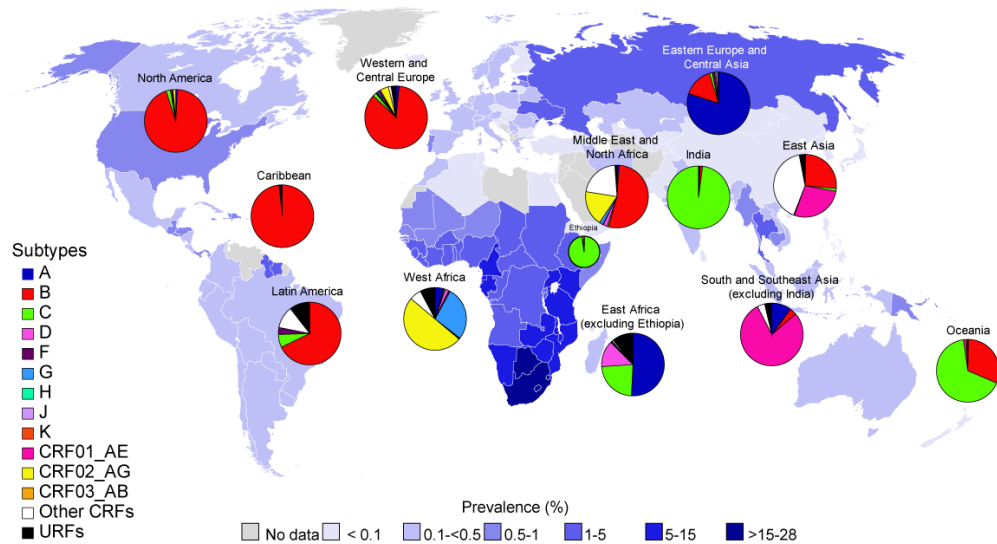 Eastern Europe and
Central Asia
Western and
Central Europe
North America
Middle East and
North Africa
India
East Asia
Caribbean
Ethiopia
Subtypes
A
B
C
D
F
G
H
J
K
CRF01_AE
CRF02_AG
CRF03_AB
Other CRFs
URFs
West Africa
South and Southeast Asia
(excluding India)
Latin America
East Africa
(excluding Ethiopia)
Oceania
Prevalence (%)
No data
< 0.1
0.1-<0.5
0.5-1
1-5
5-15
>15-28